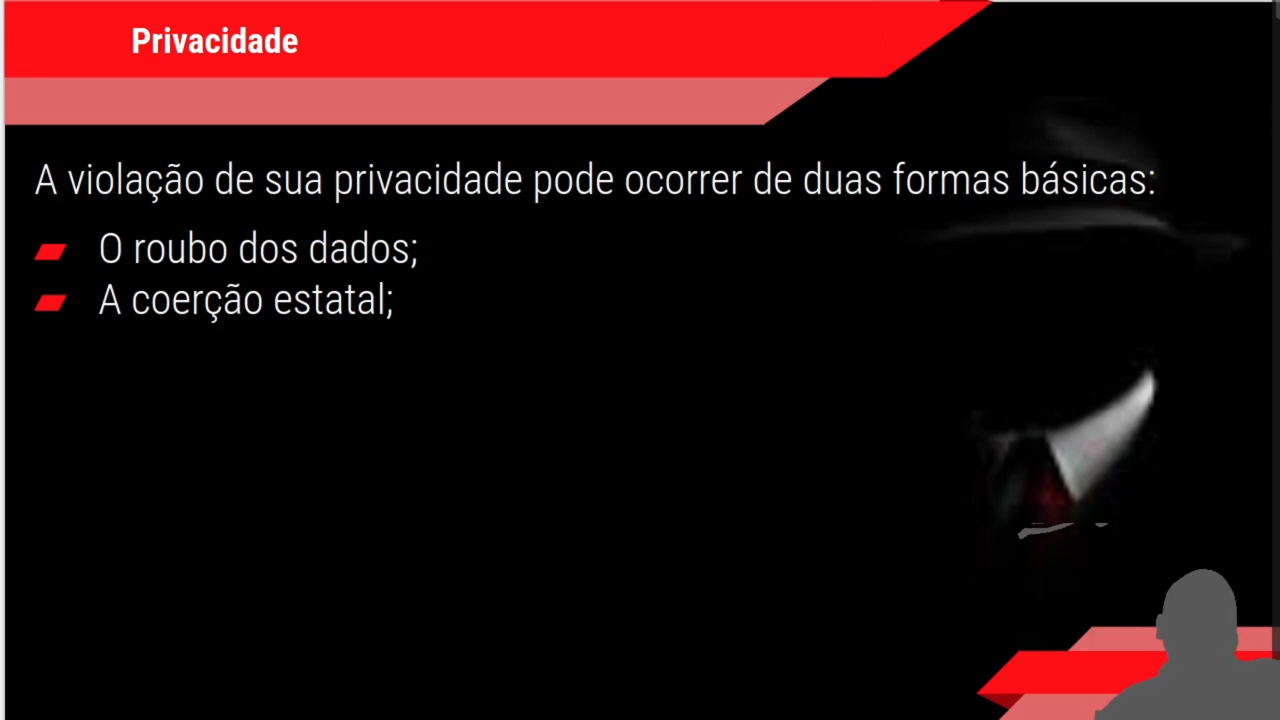 Privacidade
A violação de sua privacidade pode ocorrer de duas formas básicas:
O roubo dos dados;
A coerção estatal;